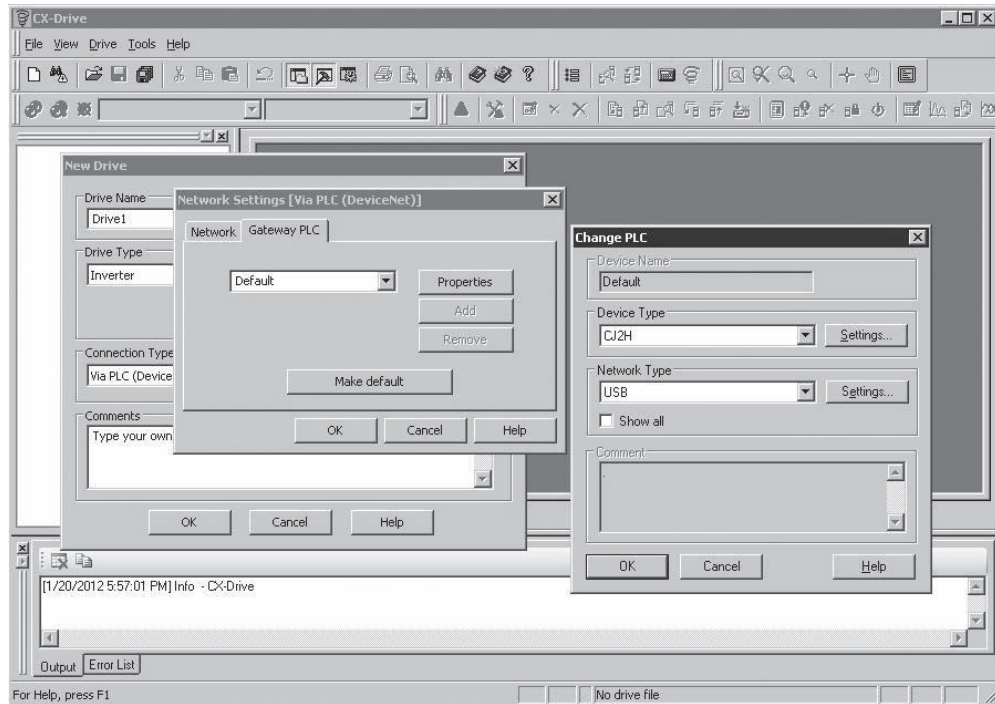 CX-Drive
File View Drive Tools Help
New Drive
Drive Name
Drive1
Drive Type
Inverter
Connection Type
Via PLC (Device
Comments
Type your own
OK Cancel Help
Network Settings [Via PLC (DeviceNet)]
Network Gateway PLC
Default
Properties
Add
Remove
Make default
OK Cancel Help
Change PLC
Device Name
Default
Device Type
CJ2H Settings...
Network Type
USB Settings...
Show all
Comment
.
OK Cancel Help
[1/20/2012 5:57:01 PM] Info - CX-Drive
Output Error List
For Help, press F1 No drive file